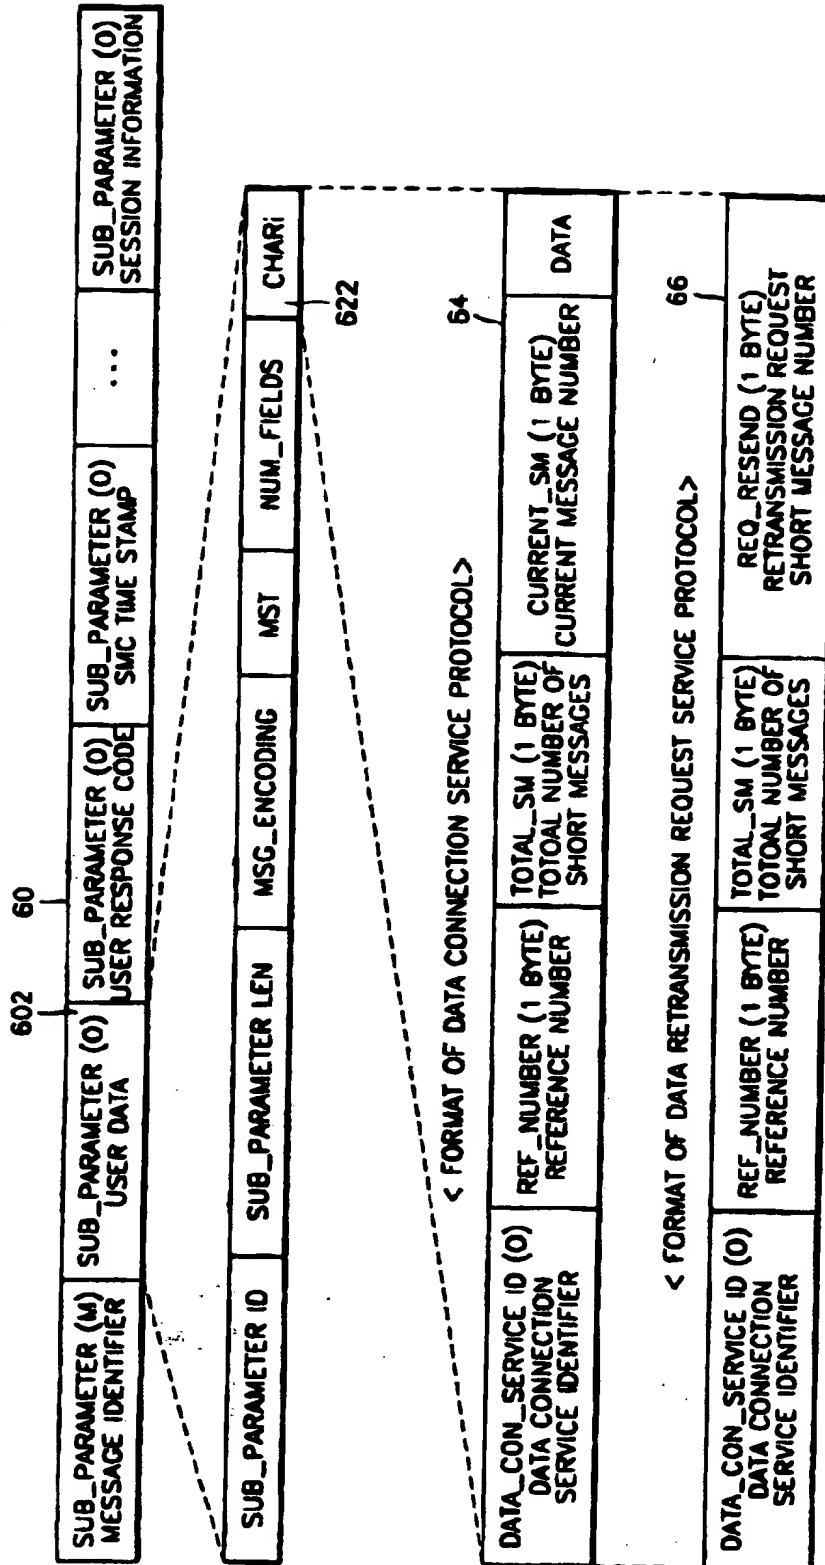 60
602
SUB_PARAMETER (M)
MESSAGE IDENTIFIER
SUB_PARAMETER (O)
USER DATA
SUB_PARAMETER (O)
USER RESPONSE CODE
SUB_PARAMETER (O)
SMC TIME STAMP
...
SUB_PARAMETER (O)
SESSION INFORMATION
SUB_PARAMETER ID
SUB_PARAMETER LEN
MSG_ENCODING
MST
NUM_FIELDS
CHARi
622
< FORMAT OF DATA CONNECTION SERVICE PROTOCOL>
64
DATA_CON_SERVICE ID (O)
DATA CONNECTION
SERVICE IDENTIFIER
REF_NUMBER (1 BYTE)
REFERENCE NUMBER
TOTAL_SM (1 BYTE)
TOTOAL NUMBER OF
SHORT MESSAGES
CURRENT_SM (1 BYTE)
CURRENT MESSAGE NUMBER
DATA
< FORMAT OF DATA RETRANSMISSION REQUEST SERVICE PROTOCOL>
66
DATA_CON_SERVICE ID (O)
DATA CONNECTION
SERVICE IDENTIFIER
REF_NUMBER (1 BYTE)
REFERENCE NUMBER
TOTAL_SM (1 BYTE)
TOTOAL NUMBER OF
SHORT MESSAGES
REQ_RESEND (1 BYTE)
RETRANSMISSION REQUEST
SHORT MESSAGE NUMBER